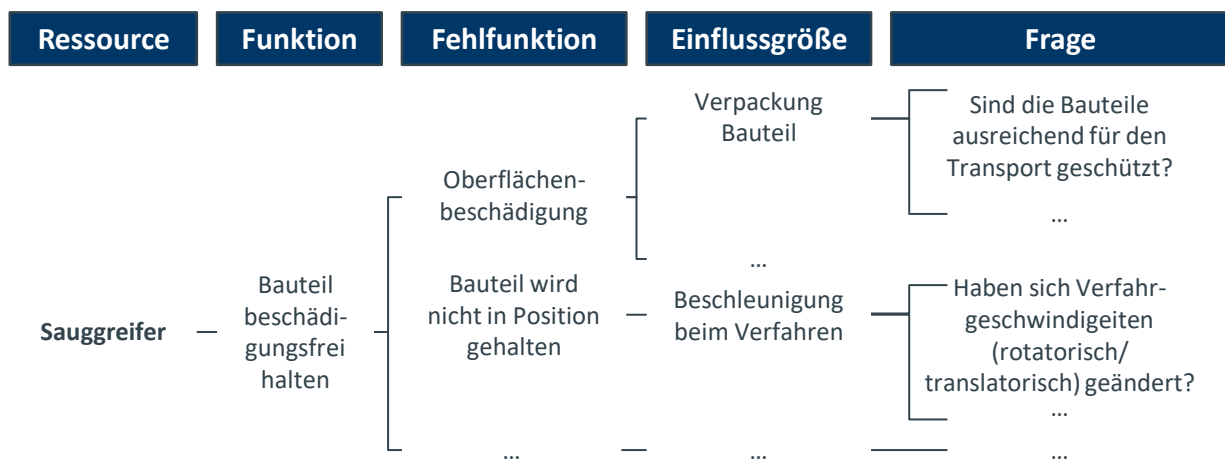 Ressource
Funktion
Fehlfunktion
Einflussgröße
Frage
Sauggreifer
Bauteil
beschädi-
gungsfrei
halten
Oberflächen-
beschädigung
Bauteil wird
nicht in Position
gehalten
...
Verpackung
Bauteil
...
Beschleunigung
beim Verfahren
...
Sind die Bauteile
ausreichend für den
Transport geschützt?
...
Haben sich Verfahr-
geschwindigeiten
(rotatorisch/
translatorisch) geändert?
...
...